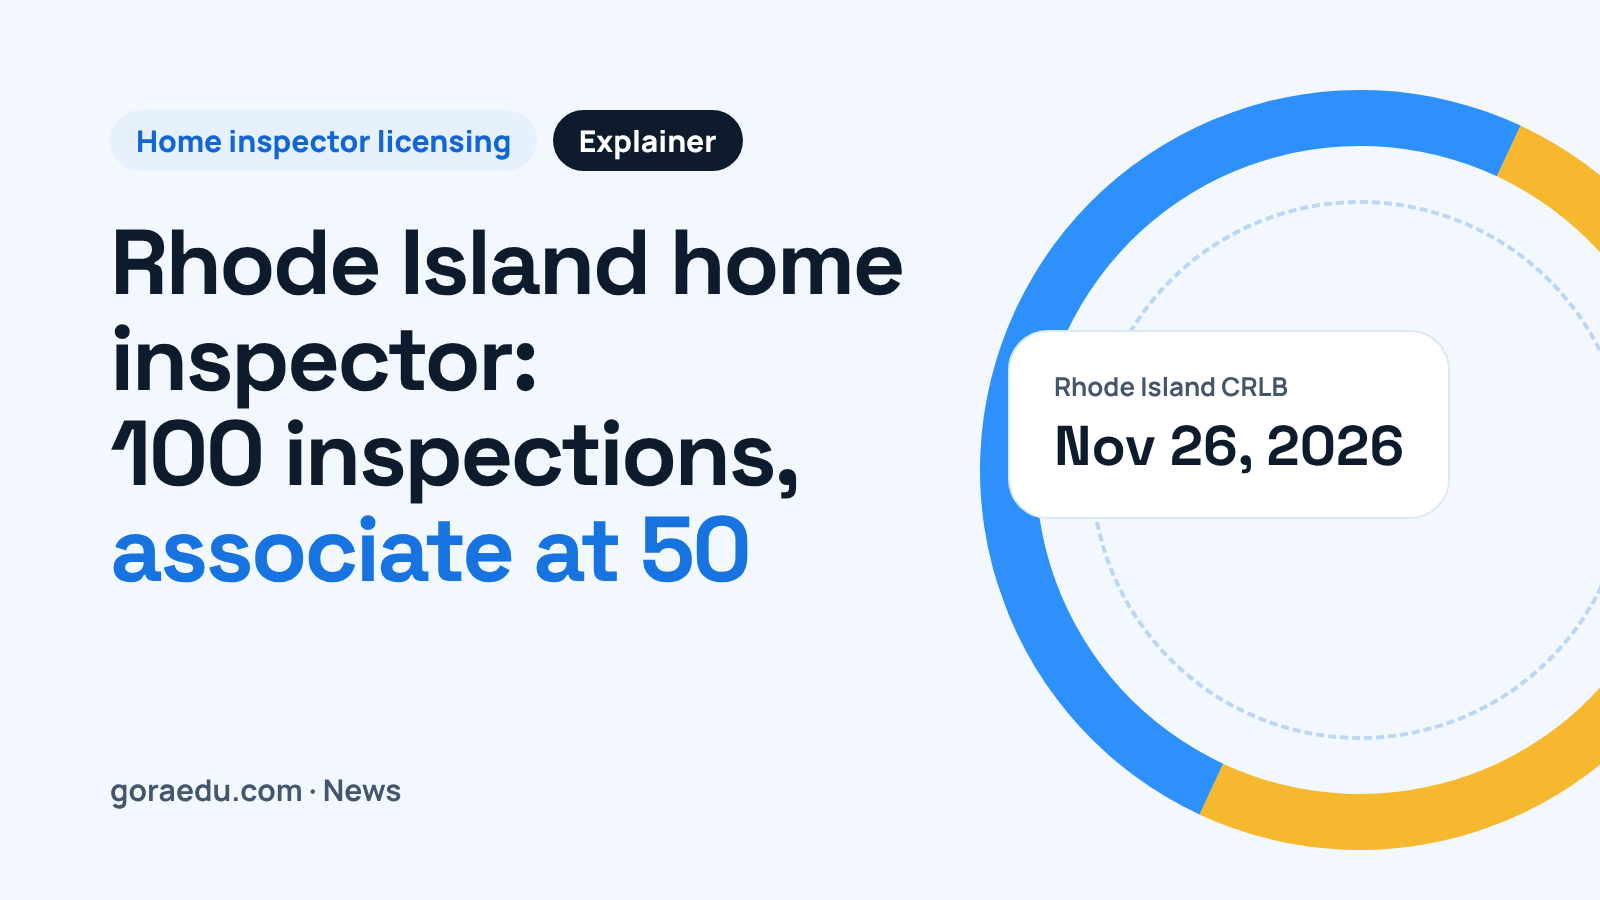 Home inspector licensing
Explainer
Rhode Island home
inspector:
100 inspections,
associate at 50
Rhode Island CRLB
Nov 26, 2026
goraedu.com · News